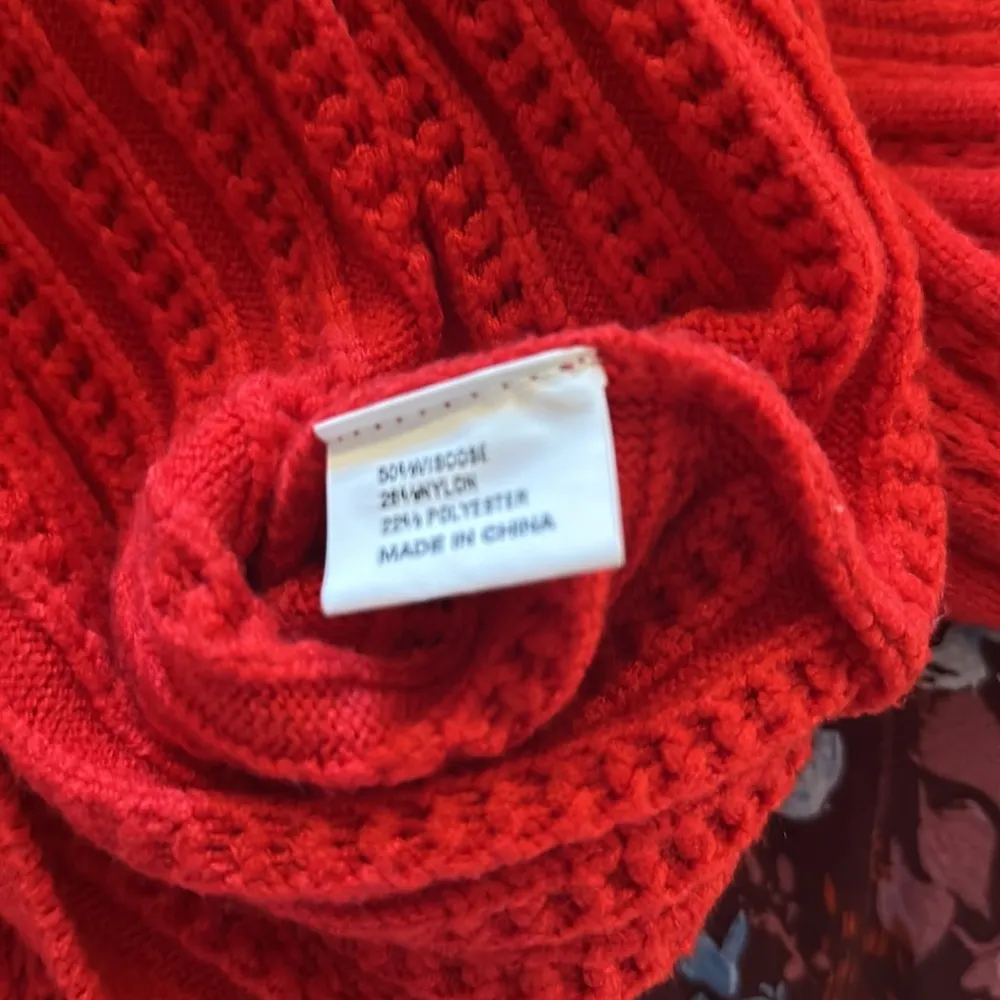 50% VISCOSE
28% NYLON
22% POLYESTER
MADE IN CHINA